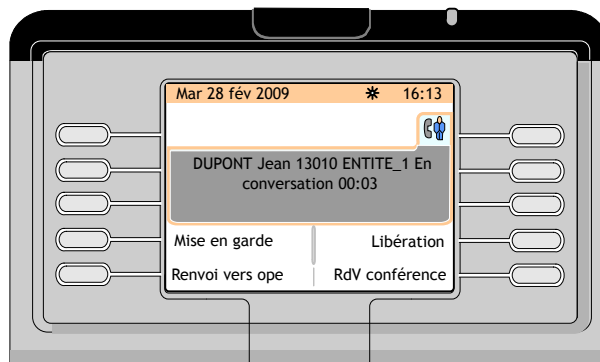 Mar 28 fév 2009 16:13
DUPONT Jean 13010 ENTITE_1 En
conversation 00:03
Mise en garde Libération
Renvoi vers ope RdV conférence